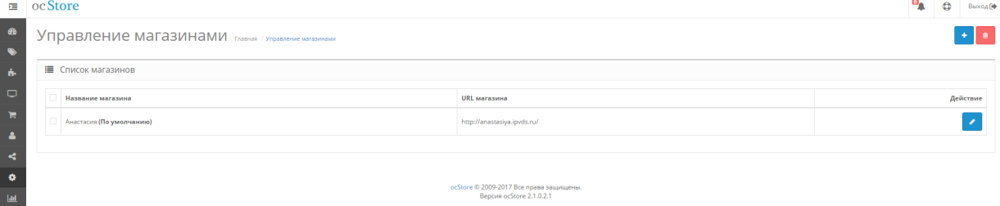 ocStore
Выход
Управление магазинами
Главная / Управление магазинами
Список магазинов
Название магазина URL магазина Действие
Анастасия (По умолчанию) http://anastasiya.ipvds.ru/
ocStore © 2009-2017 Все права защищены.
Версия ocStore 2.1.0.2.1